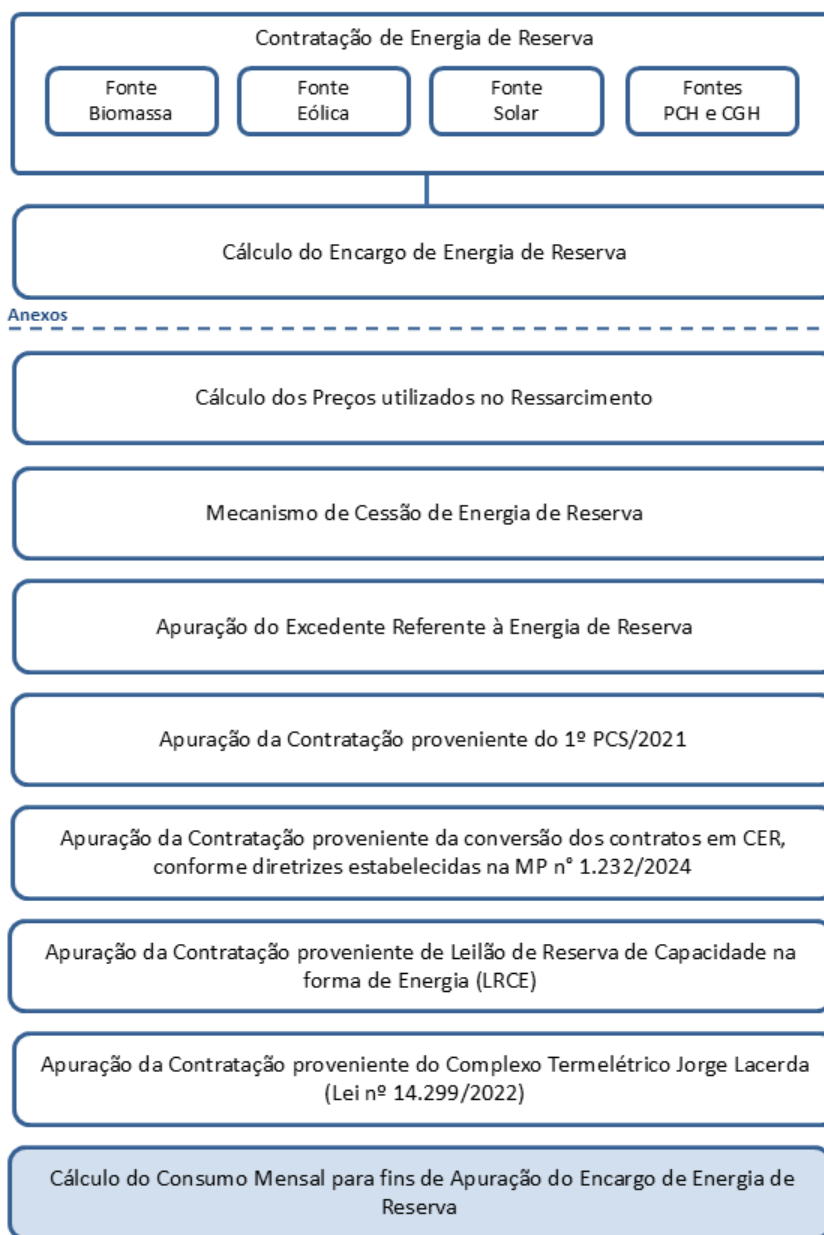 Contratação de Energia de Reserva
Fonte
Biomassa
Fonte
Eólica
Fonte
Solar
Fontes
PCH e CGH
Cálculo do Encargo de Energia de Reserva
Anexos
Cálculo dos Preços utilizados no Ressarcimento
Mecanismo de Cessão de Energia de Reserva
Apuração do Excedente Referente à Energia de Reserva
Apuração da Contratação proveniente do 1º PCS/2021
Apuração da Contratação proveniente da conversão dos contratos em CER,
conforme diretrizes estabelecidas na MP n° 1.232/2024
Apuração da Contratação proveniente de Leilão de Reserva de Capacidade na
forma de Energia (LRCE)
Apuração da Contratação proveniente do Complexo Termelétrico Jorge Lacerda
(Lei nº 14.299/2022)
Cálculo do Consumo Mensal para fins de Apuração do Encargo de Energia de
Reserva